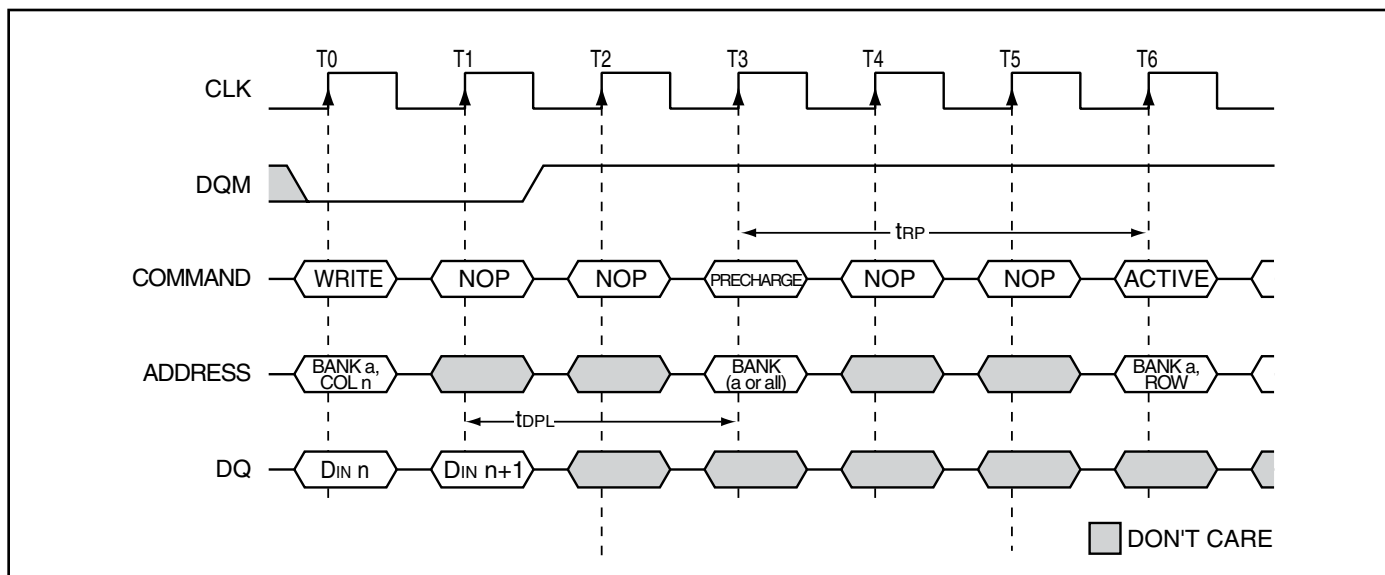 T0 T1 T2 T3 T4 T5 T6
CLK
DQM
tRP
COMMAND WRITE NOP NOP PRECHARGE NOP NOP ACTIVE
ADDRESS
BANK a,
COL n
BANK
(a or all)
BANK a,
ROW
tDPL
DQ DIN n DIN n+1
DON'T CARE